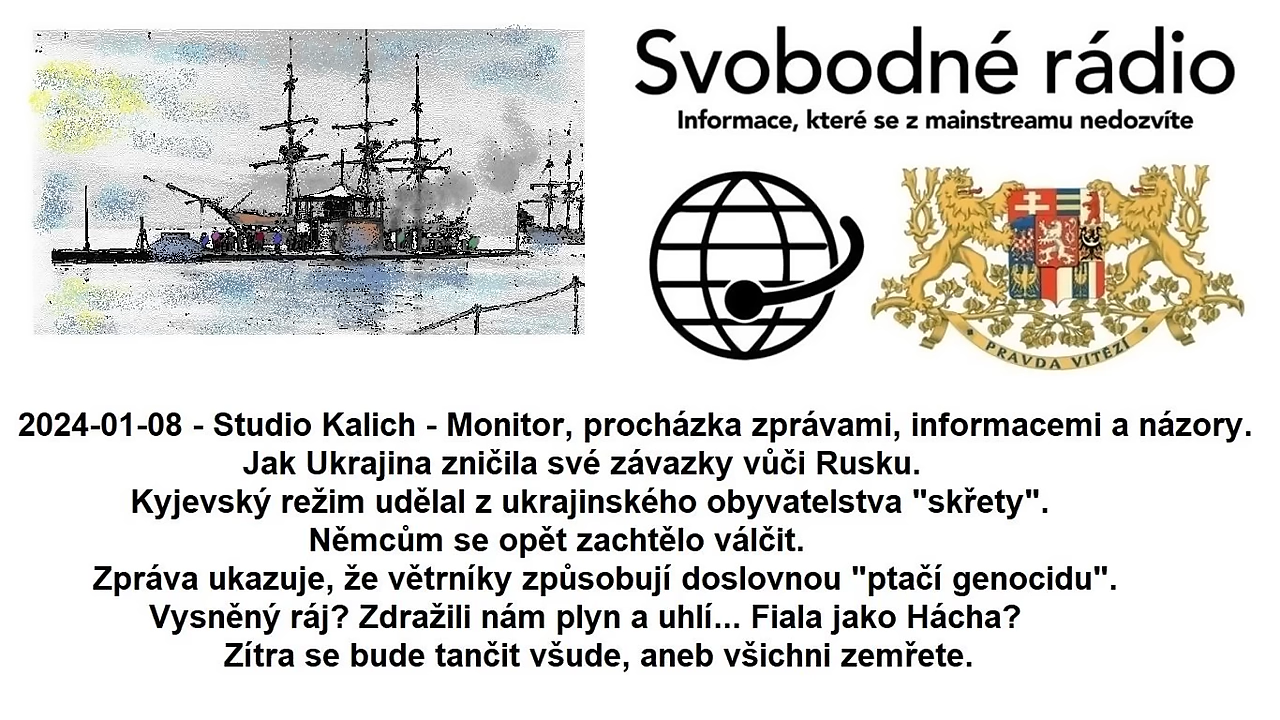 Svobodné rádio
Informace, které se z mainstreamu nedozvíte
PRAVDA VÍTĚZÍ
2024-01-08 - Studio Kalich - Monitor, procházka zprávami, informacemi a názory.
Jak Ukrajina zničila své závazky vůči Rusku.
Kyjevský režim udělal z ukrajinského obyvatelstva "skřety".
Němcům se opět zachtělo válčit.
Zpráva ukazuje, že větrníky způsobují doslovnou "ptačí genocidu".
Vysněný ráj? Zdražili nám plyn a uhlí... Fiala jako Hácha?
Zítra se bude tančit všude, aneb všichni zemřete.